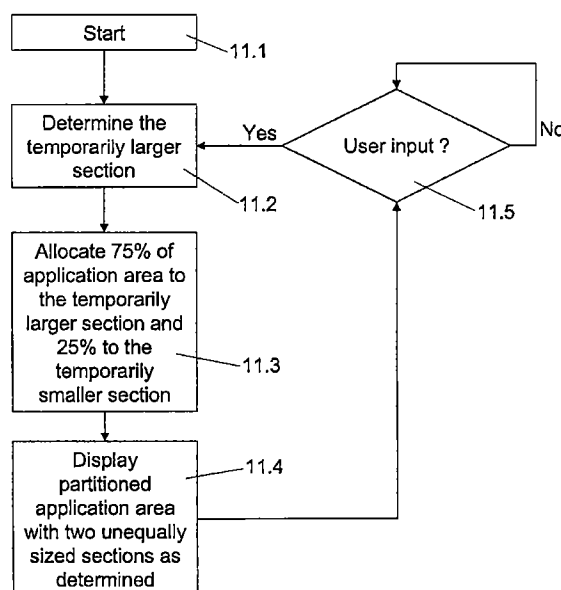 Start
11.1
Determine the
temporarily larger
section
11.2
Yes
User input ?
No
11.5
Allocate 75% of
application area to
the temporarily
larger section and
25% to the
temporarily
smaller section
11.3
Display
partitioned
application area
with two unequally
sized sections as
determined
11.4